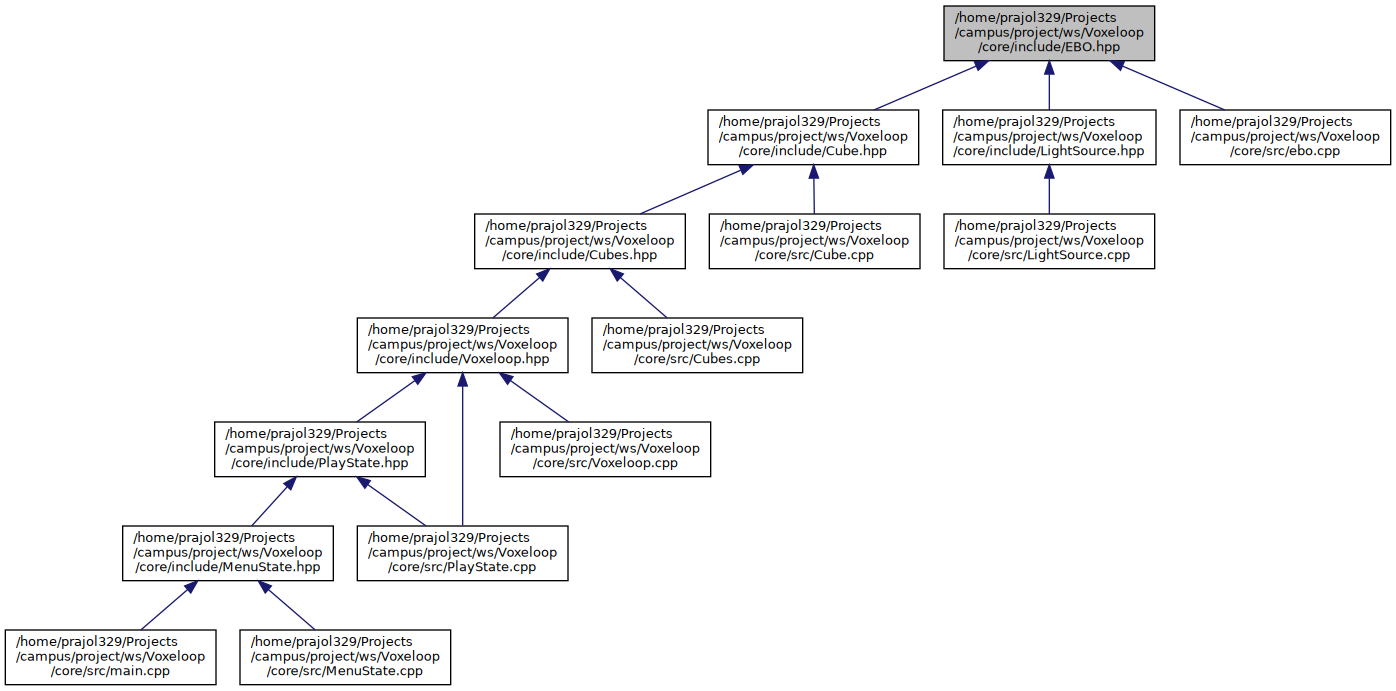 /home/prajol329/Projects
/campus/project/ws/Voxeloop
/core/include/EBO.hpp
/home/prajol329/Projects
/campus/project/ws/Voxeloop
/core/include/Cube.hpp
/home/prajol329/Projects
/campus/project/ws/Voxeloop
/core/include/LightSource.hpp
/home/prajol329/Projects
/campus/project/ws/Voxeloop
/core/src/ebo.cpp
/home/prajol329/Projects
/campus/project/ws/Voxeloop
/core/include/Cubes.hpp
/home/prajol329/Projects
/campus/project/ws/Voxeloop
/core/src/Cube.cpp
/home/prajol329/Projects
/campus/project/ws/Voxeloop
/core/src/LightSource.cpp
/home/prajol329/Projects
/campus/project/ws/Voxeloop
/core/include/Voxeloop.hpp
/home/prajol329/Projects
/campus/project/ws/Voxeloop
/core/src/Cubes.cpp
/home/prajol329/Projects
/campus/project/ws/Voxeloop
/core/include/PlayState.hpp
/home/prajol329/Projects
/campus/project/ws/Voxeloop
/core/src/Voxeloop.cpp
/home/prajol329/Projects
/campus/project/ws/Voxeloop
/core/include/MenuState.hpp
/home/prajol329/Projects
/campus/project/ws/Voxeloop
/core/src/PlayState.cpp
/home/prajol329/Projects
/campus/project/ws/Voxeloop
/core/src/main.cpp
/home/prajol329/Projects
/campus/project/ws/Voxeloop
/core/src/MenuState.cpp